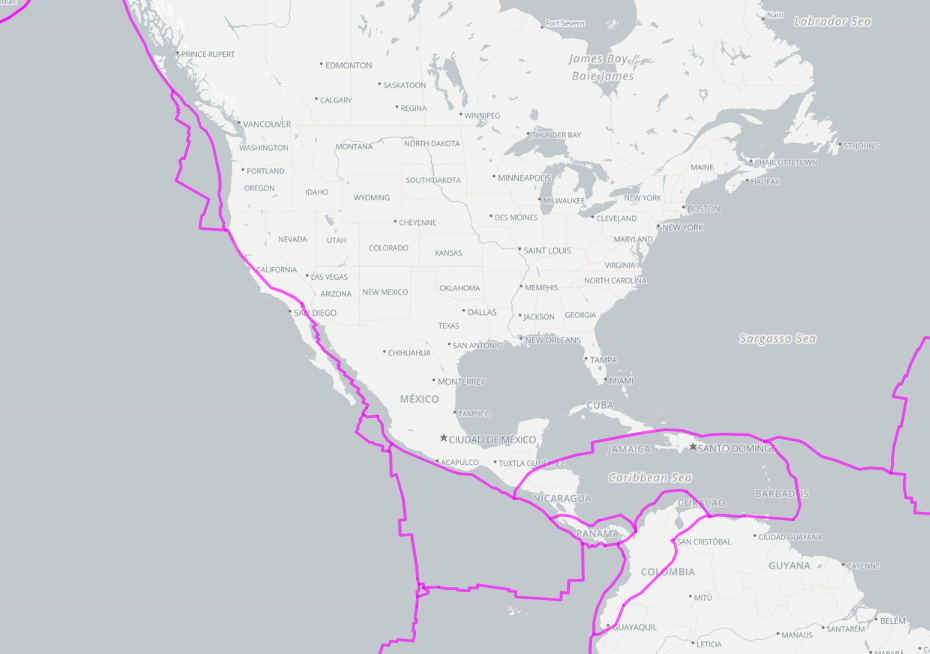 Nain
Labrador Sea
Fort Severn
PRINCE RUPERT
James Bay /
Baie James
EDMONTON
SASKATOON
CALGARY
REGINA
WINNIPEG
VANCOUVER
THUNDER BAY
ST. JOHN'S
WASHINGTON
MONTANA
NORTH DAKOTA
CHARLOTTETOWN
PORTLAND
MAINE
HALIFAX
OREGON
IDAHO
SOUTH DAKOTA
MINNEAPOLIS
WYOMING
MILWAUKEE
NEW YORK
BOSTON
CHEYENNE
DES MOINES
CLEVELAND
NEW YORK
NEVADA
UTAH
COLORADO
KANSAS
SAINT LOUIS
MARYLAND
CALIFORNIA
LAS VEGAS
VIRGINIA
ARIZONA
NEW MEXICO
OKLAHOMA
MEMPHIS
NORTH CAROLINA
SAN DIEGO
DALLAS
JACKSON
GEORGIA
TEXAS
SAN ANTONIO
NEW ORLEANS
Sargasso Sea
CHIHUAHUA
TAMPA
MONTERREY
MIAMI
MÉXICO
CUBA
TAMPICO
CIUDAD DE MÉXICO
JAMAICA
SANTO DOMINGO
ACAPULCO
TUXTLA GUTIÉRREZ
Caribbean Sea
NICARAGUA
CURAÇAO
BARBADOS
PANAMA
SAN CRISTÓBAL
CIUDAD GUAYANA
COLOMBIA
GUYANA
CAYENNE
MITÚ
GUAYAQUIL
BELÉM
LETICIA
MANAUS
SANTARÉM